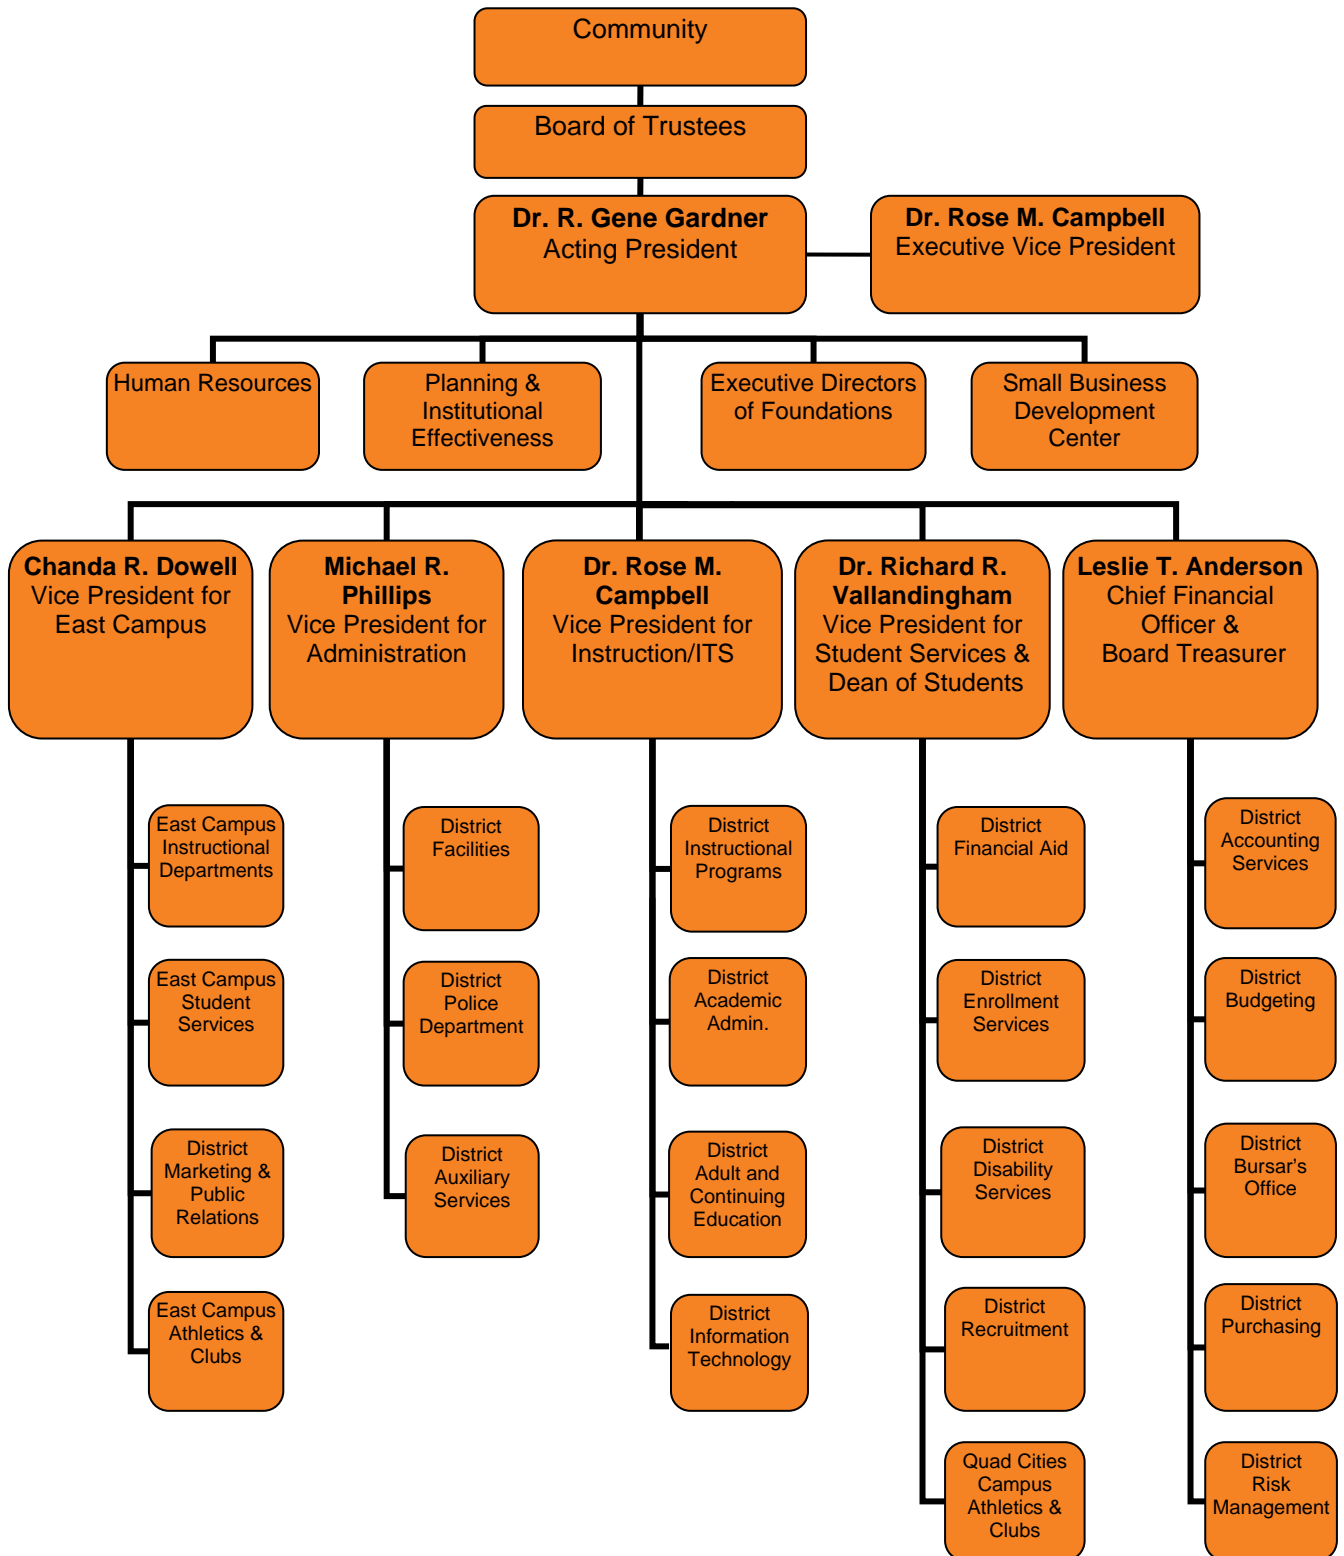 Community
Board of Trustees
Dr. R. Gene Gardner
Acting President
Dr. Rose M. Campbell
Executive Vice President
Human Resources
Planning &
Institutional
Effectiveness
Executive Directors
of Foundations
Small Business
Development
Center
Chanda R. Dowell
Vice President for
East Campus
Michael R.
Phillips
Vice President for
Administration
Dr. Rose M.
Campbell
Vice President for
Instruction/ITS
Dr. Richard R.
Vallandingham
Vice President for
Student Services &
Dean of Students
Leslie T. Anderson
Chief Financial
Officer &
Board Treasurer
East Campus
Instructional
Departments
East Campus
Student
Services
District
Marketing &
Public
Relations
East Campus
Athletics &
Clubs
District
Facilities
District
Police
Department
District
Auxiliary
Services
District
Instructional
Programs
District
Academic
Admin.
District
Adult and
Continuing
Education
District
Information
Technology
District
Financial Aid
District
Enrollment
Services
District
Disability
Services
District
Recruitment
Quad Cities
Campus
Athletics &
Clubs
District
Accounting
Services
District
Budgeting
District
Bursar’s
Office
District
Purchasing
District
Risk
Management